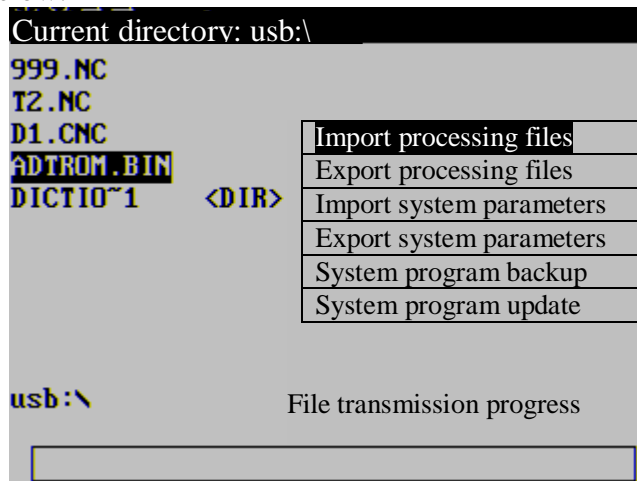 Current directory: usb:\
999.NC
T2.NC
D1.CNC
ADTROM.BIN
DICTIO~1 <DIR>
Import processing files
Export processing files
Import system parameters
Export system parameters
System program backup
System program update
usb:\
File transmission progress